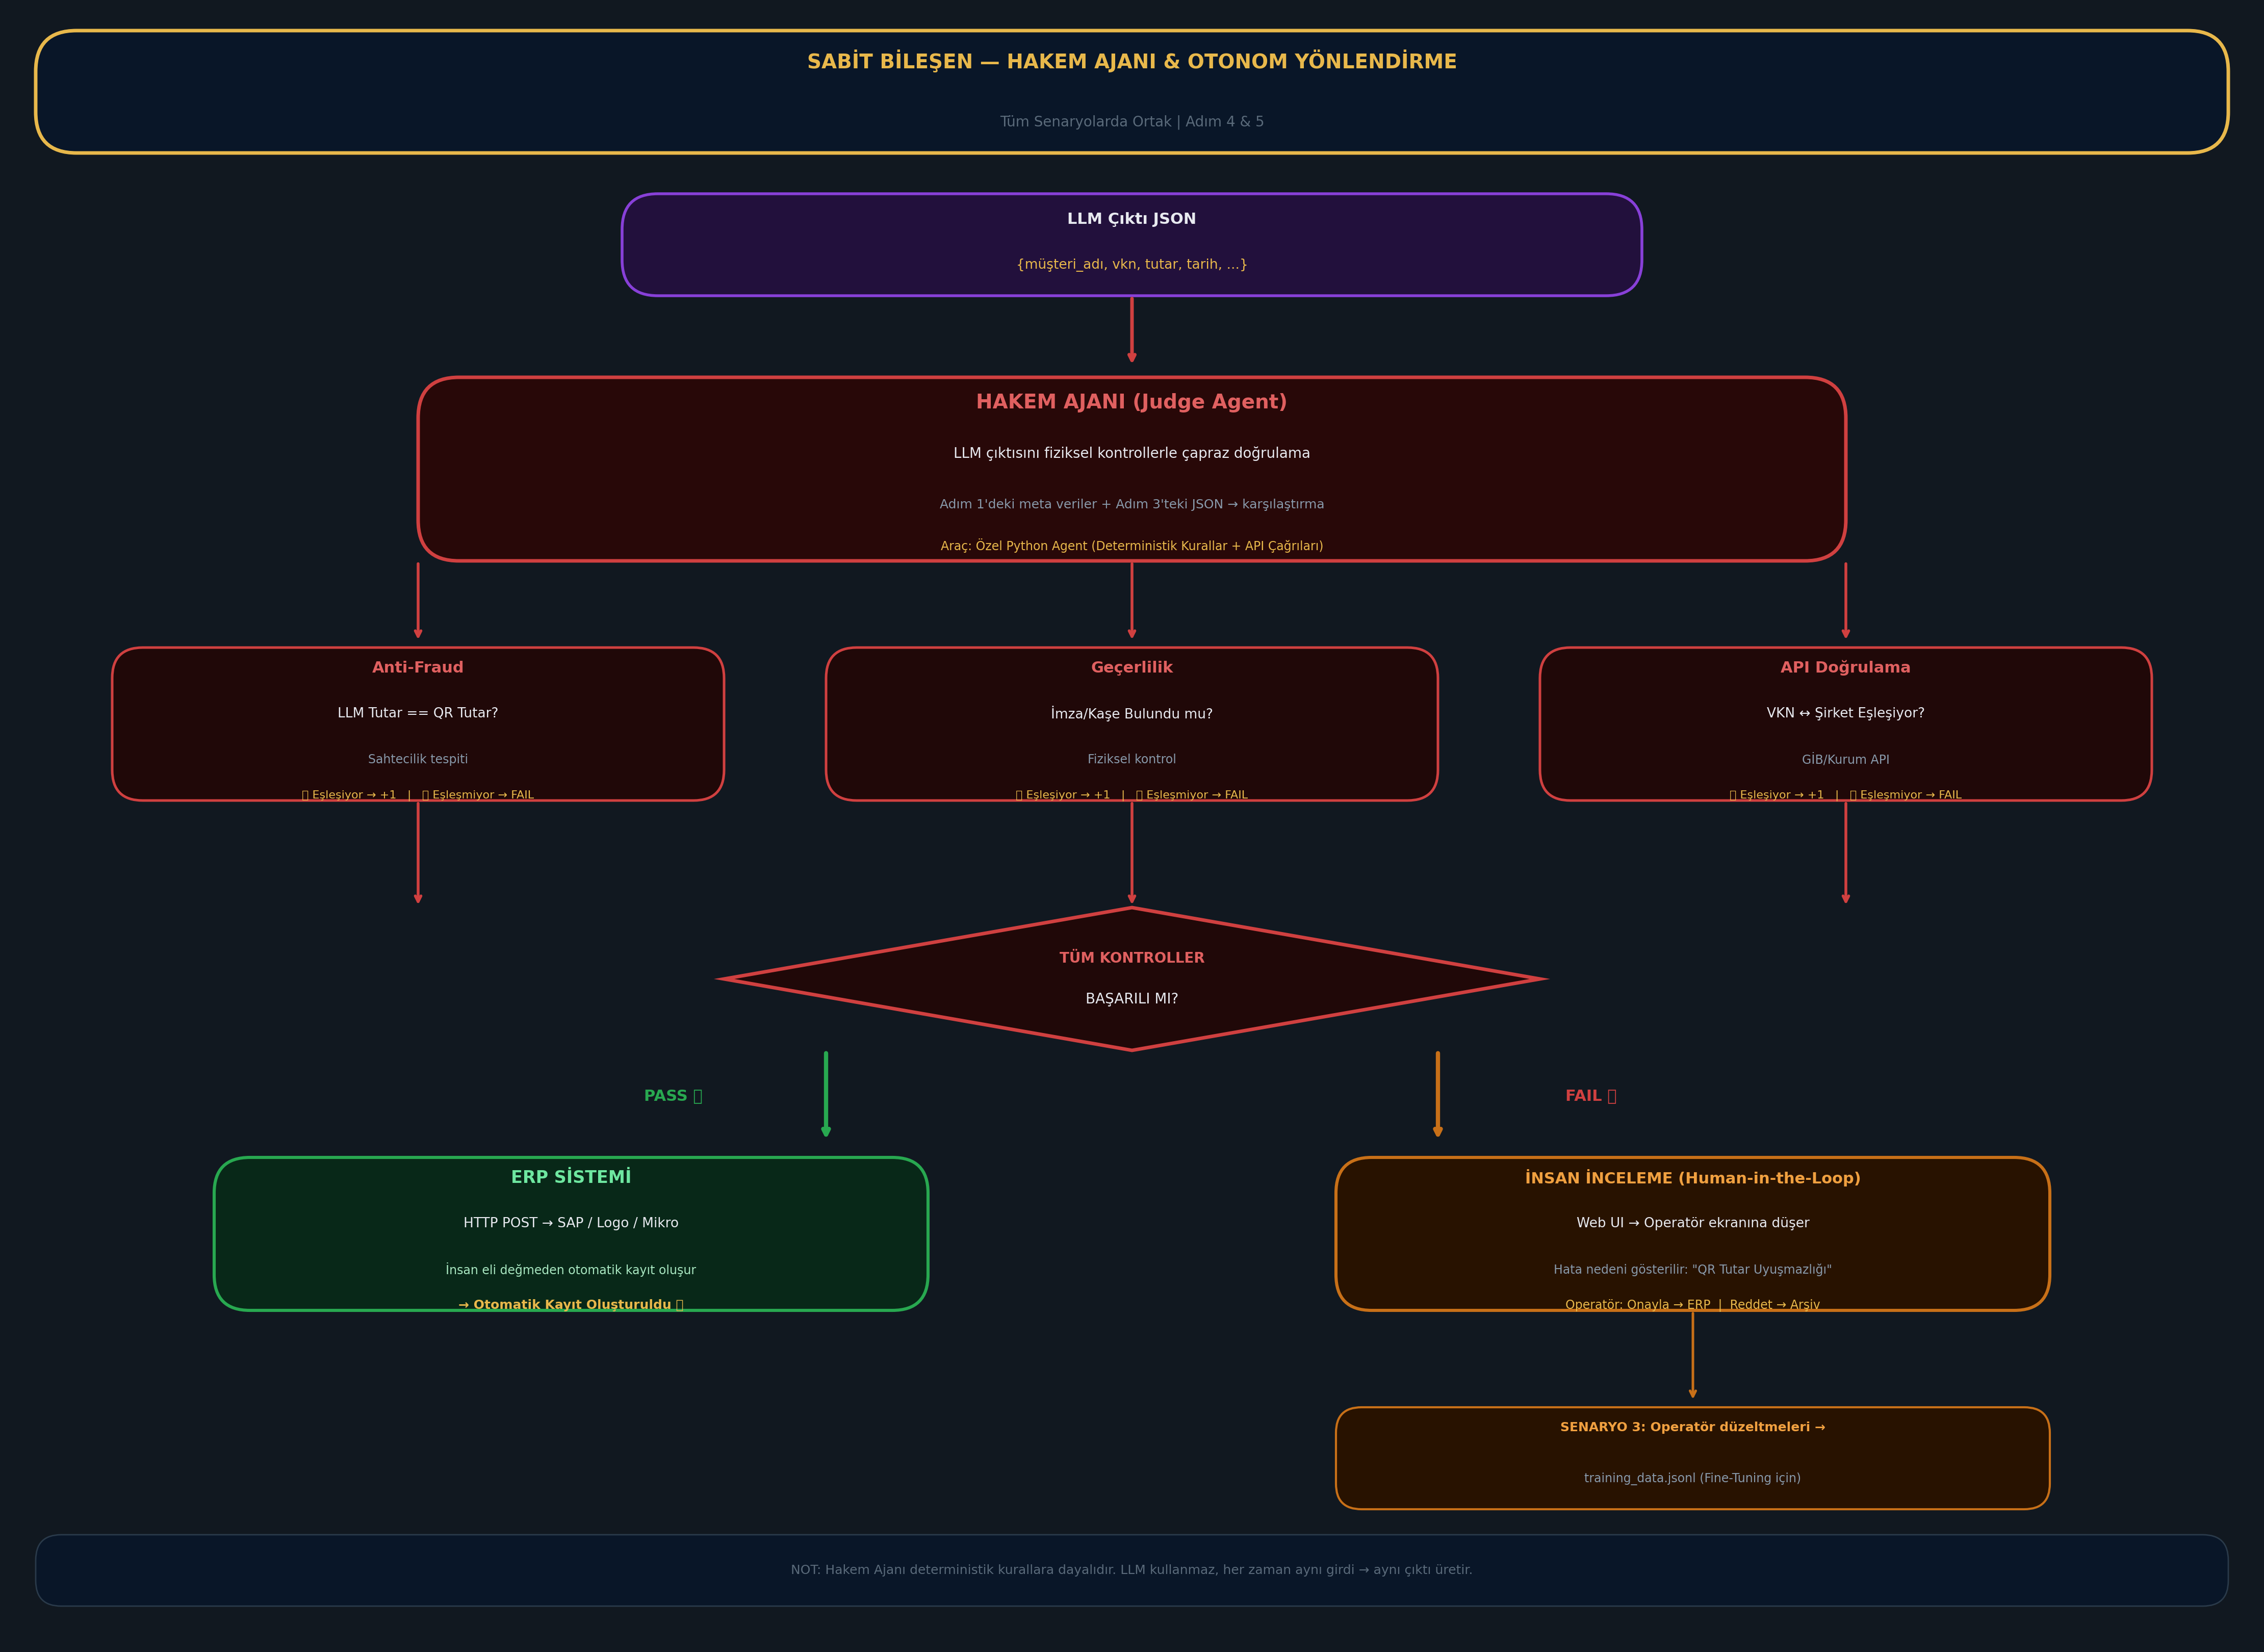 SABİT BİLEŞEN — HAKEM AJANI & OTONOM YÖNLENDİRME
Tüm Senaryolarda Ortak | Adım 4 & 5
LLM Çıktı JSON
{müşteri_adı, vkn, tutar, tarih, ...}
HAKEM AJANI (Judge Agent)
LLM çıktısını fiziksel kontrollerle çapraz doğrulama
Adım 1'deki meta veriler + Adım 3'teki JSON → karşılaştırma
Araç: Özel Python Agent (Deterministik Kurallar + API Çağrıları)
Anti-Fraud
LLM Tutar == QR Tutar?
Sahtecilik tespiti
Eşleşiyor → +1 | Eşleşmiyor → FAIL
Geçerlilik
İmza/Kaşe Bulundu mu?
Fiziksel kontrol
Eşleşiyor → +1 | Eşleşmiyor → FAIL
API Doğrulama
VKN ↔ Şirket Eşleşiyor?
GİB/Kurum API
Eşleşiyor → +1 | Eşleşmiyor → FAIL
TÜM KONTROLLER
BAŞARILI MI?
PASS
FAIL
ERP SİSTEMİ
HTTP POST → SAP / Logo / Mikro
İnsan eli değmeden otomatik kayıt oluşur
→ Otomatik Kayıt Oluşturuldu
İNSAN İNCELEME (Human-in-the-Loop)
Web UI → Operatör ekranına düşer
Hata nedeni gösterilir: "QR Tutar Uyuşmazlığı"
Operatör: Onayla → ERP | Reddet → Arşiv
SENARYO 3: Operatör düzeltmeleri →
training_data.jsonl (Fine-Tuning için)
NOT: Hakem Ajanı deterministik kurallara dayalıdır. LLM kullanmaz, her zaman aynı girdi → aynı çıktı üretir.